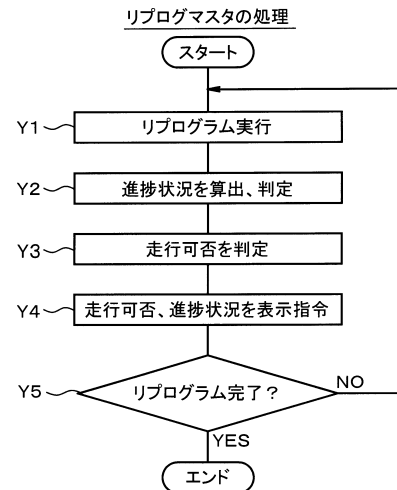 リプログマスタの処理
スタート
Y1 リプログラム実行
Y2 進捗状況を算出、判定
Y3 走行可否を判定
Y4 走行可否、進捗状況を表示指令
Y5 リプログラム完了？ NO
YES
エンド